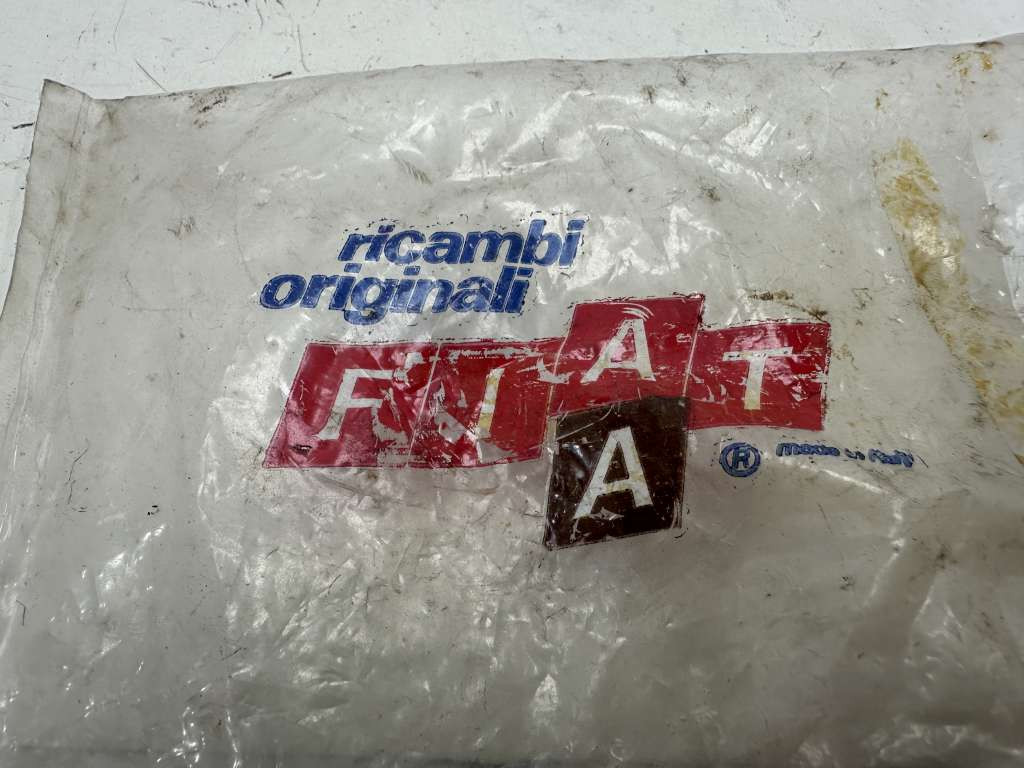 ricambi
originali
FIAT
A
® made in Italy